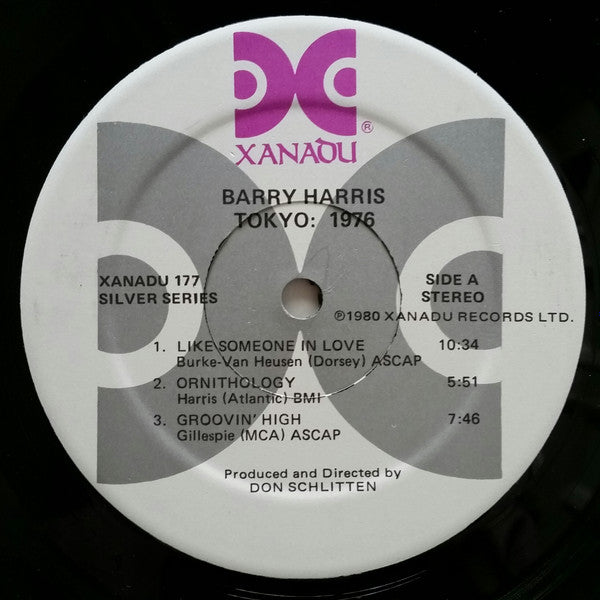 XANADU ®
BARRY HARRIS
TOKYO: 1976
XANADU 177
SILVER SERIES
SIDE A
STEREO
℗1980 XANADU RECORDS LTD.
1. LIKE SOMEONE IN LOVE 10:34
Burke-Van Heusen (Dorsey) ASCAP
2. ORNITHOLOGY 5:51
Harris (Atlantic) BMI
3. GROOVIN' HIGH 7:46
Gillespie (MCA) ASCAP
Produced and Directed by
DON SCHLITTEN